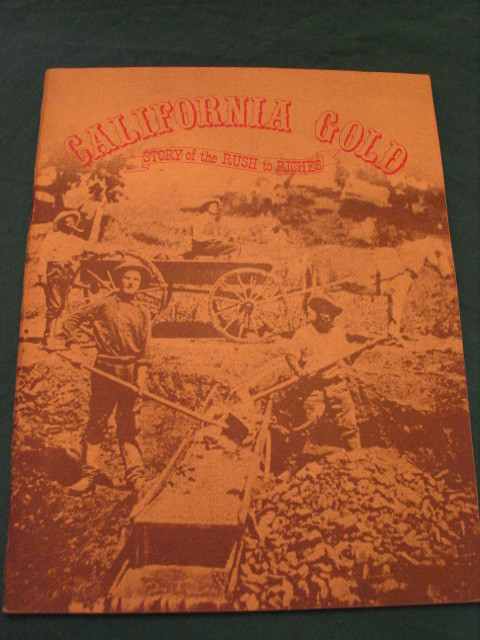 CALIFORNIA GOLD
STORY of the RUSH to RICHES